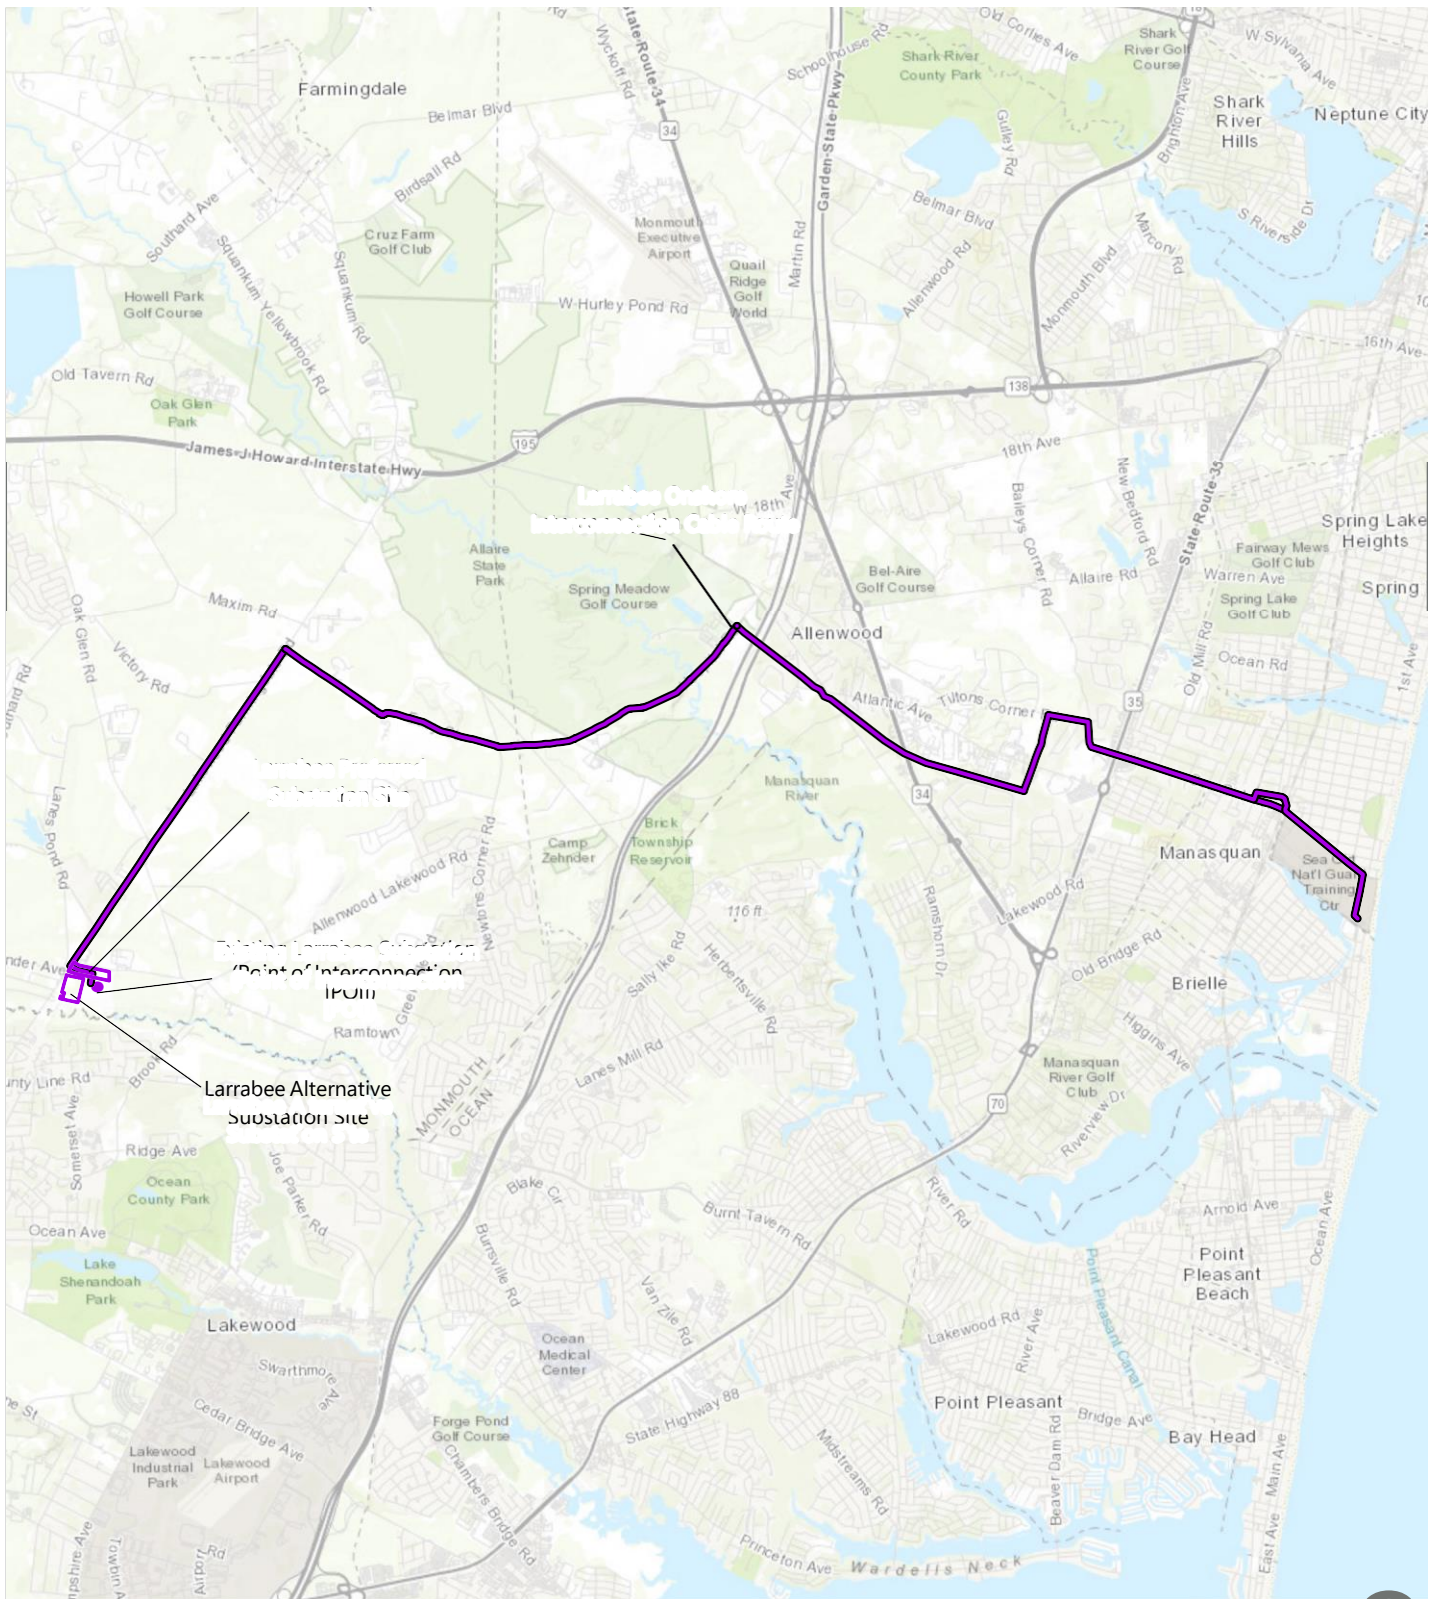 State-Route-34
Wyckoff Rd
Rd
Old Corlies Ave
18
W Sylvania Ave
Schoolhouse Rd
Shark River
County Park
Shark
River Golf
Course
Farmingdale
Belmar Blvd
34
Garden-State-Pkwy
Gulley Rd
Brighton Ave
Shark
River
Hills
Neptune City
Birdsall Rd
Southard Ave
Cruz Farm
Golf Club
Monmouth
Executive
Airport
Belmar Blvd
S Riverside Dr
Marconi Rd
Squankum Yellowbrook Rd
Squankum Rd
Martin Rd
Quail
Ridge
Golf
World
Allenwood Rd
Monmouth Blvd
Howell Park
Golf Course
W Hurley Pond Rd
16th Ave
Old Tavern Rd
138
Oak Glen
Park
195
James-J-Howard-Interstate-Hwy
18th Ave
W 18th Ave
Baileys Corner Rd
New Bedford Rd
State-Route-35
Spring Lake
Heights
Allaire
State
Park
Spring Meadow
Golf Course
Bel-Aire
Golf Course
Allaire Rd
Fairway Mews
Golf Club
Warren Ave
Spring Lake
Golf Club
Spring
Maxim Rd
Oak Glen Rd
Victory Rd
Allenwood
Old Mill Rd
Ocean Rd
1st Ave
Atlantic Ave
Tiltons Corner
35
Manasquan
River
34
Lanes Pond Rd
Camp
Zehnder
Brick
Township
Reservoir
Manasquan
Nat'l
Training
Ctr
Allenwood Lakewood Rd
Newtons Corner Rd
116 ft
Ramshorn Dr
Lakewood Rd
Sally Ike Rd
Herbertsville Rd
Old Bridge Rd
Brielle
(Point of Interconnection
(POI))
Ramtown
Brook Rd
Lanes Mill Rd
Higgins Ave
MONMOUTH
OCEAN
Manasquan
River Golf
Club
Riverview Dr
70
Larrabee Alternative
Substation Site
Somerset Ave
Ridge Ave
Joe Parker Rd
Ocean
County Park
Blake Cir
Burnt Tavern Rd
River Rd
Arnold Ave
Ocean Ave
Ocean Ave
Burrsville Rd
Point
Pleasant
Beach
Lake
Shenandoah
Park
Point Pleasant Canal
Van Zile Rd
Lakewood
Lakewood Rd
River Ave
Ocean
Medical
Center
Swarthmore Ave
State Highway 88
Point Pleasant
Cedar Bridge Ave
Forge Pond
Golf Course
Bridge Ave
Bay Head
Lakewood
Industrial
Park
Lakewood
Airport
Chambers Bridge Rd
Midstreams Rd
Beaver Dam Rd
East Ave
Main Ave
Princeton Ave
Wardells Neck
Airport Rd